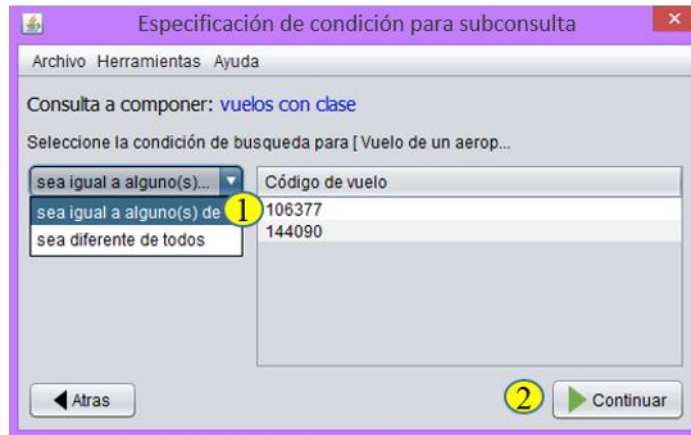 Especificación de condición para subconsulta
Archivo Herramientas Ayuda
Consulta a componer: vuelos con clase
Seleccione la condición de busqueda para [ Vuelo de un aerop...
sea igual a alguno(s)... Código de vuelo
sea igual a alguno(s) de 1 106377
sea diferente de todos 144090
Atras 2 Continuar